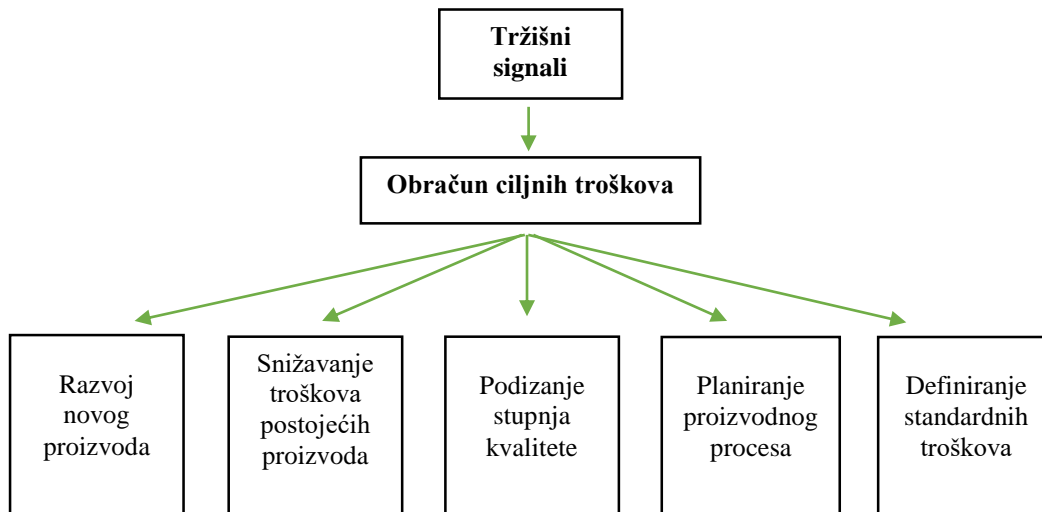 Tržišni
signali
Obračun ciljnih troškova
Razvoj
novog
proizvoda
Snižavanje
troškova
postojećih
proizvoda
Podizanje
stupnja
kvalitete
Planiranje
proizvodnog
procesa
Definiranje
standardnih
troškova